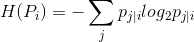 H(P_i) = -\sum_j p_{j|i} log_2 p_{j|i}